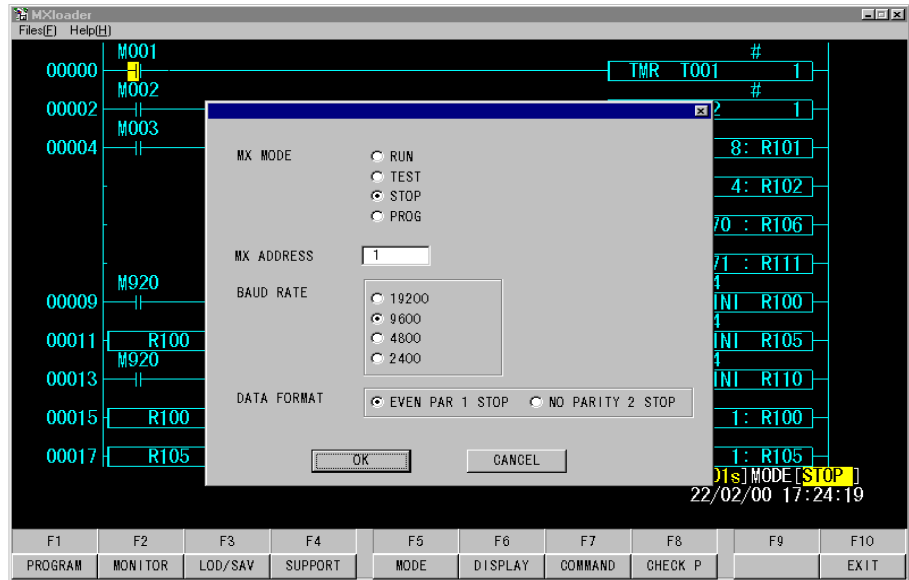 MXloader
Files(F) Help(H)
M001 #
00000 TMR T001 1
M002 #
00002 2 1
M003
00004 8: R101
MX MODE
RUN
TEST
STOP
PROG
4: R102
70 : R106
MX ADDRESS 1
71 : R111
M920 4
BAUD RATE
19200
9600
4800
2400
00009 INI R100
4
00011 R100 INI R105
M920 4
00013 INI R110
DATA FORMAT EVEN PAR 1 STOP NO PARITY 2 STOP
00015 R100 1: R100
00017 R105 1: R105
OK CANCEL
01s] MODE [STOP ]
22/02/00 17:24:19
F1 F2 F3 F4 F5 F6 F7 F8 F9 F10
PROGRAM MONITOR LOD/SAV SUPPORT MODE DISPLAY COMMAND CHECK P EXIT